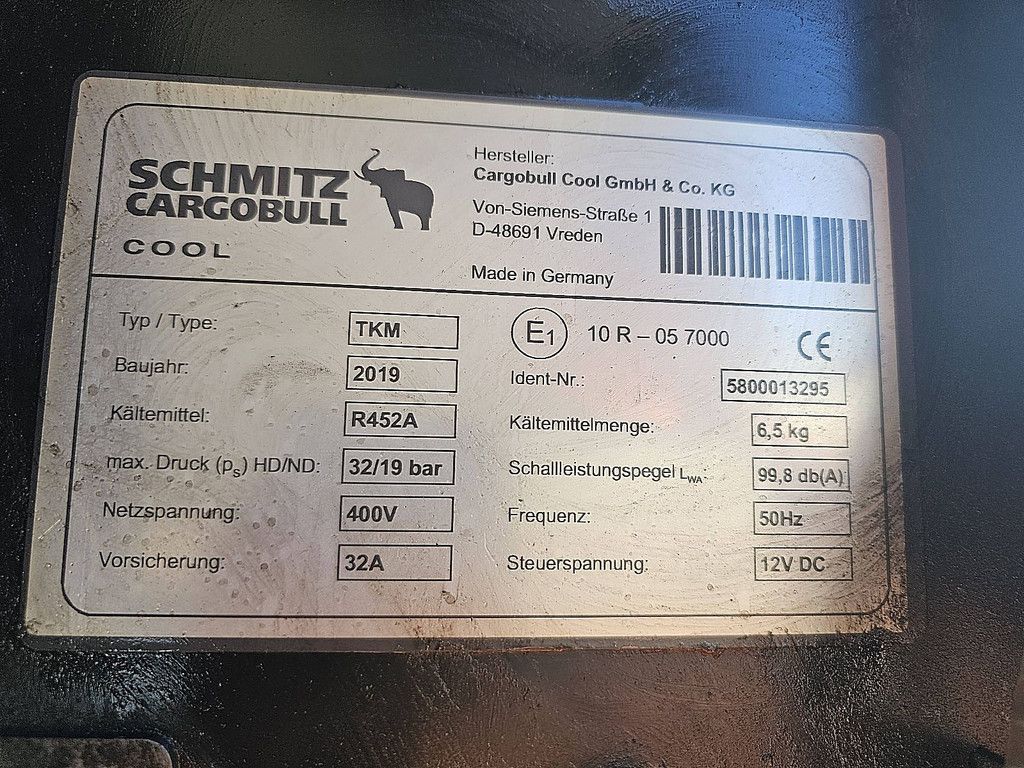 SCHMITZ
CARGOBULL
COOL
Hersteller:
Cargobull Cool GmbH & Co. KG
Von-Siemens-Straße 1
D-48691 Vreden
Made in Germany
Typ / Type: TKM
Baujahr: 2019
Kältemittel: R452A
max. Druck (ps) HD/ND: 32/19 bar
Netzspannung: 400V
Vorsicherung: 32A
E1 10 R – 05 7000 CE
Ident-Nr.: 5800013295
Kältemittelmenge: 6,5 kg
Schallleistungspegel LWA: 99,8 db(A)
Frequenz: 50Hz
Steuerspannung: 12V DC